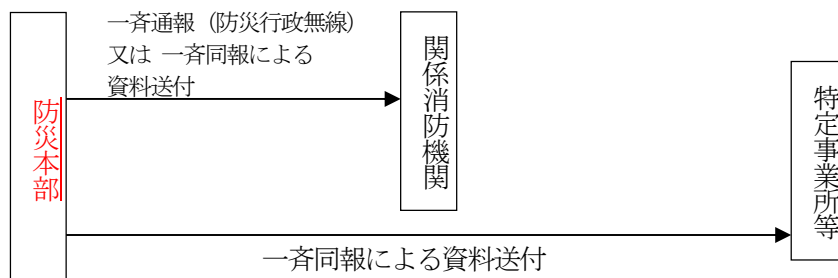 一斉通報（防災行政無線）
又は 一斉同報による
資料送付
防災本部
関係消防機関
特定事業所等
一斉同報による資料送付